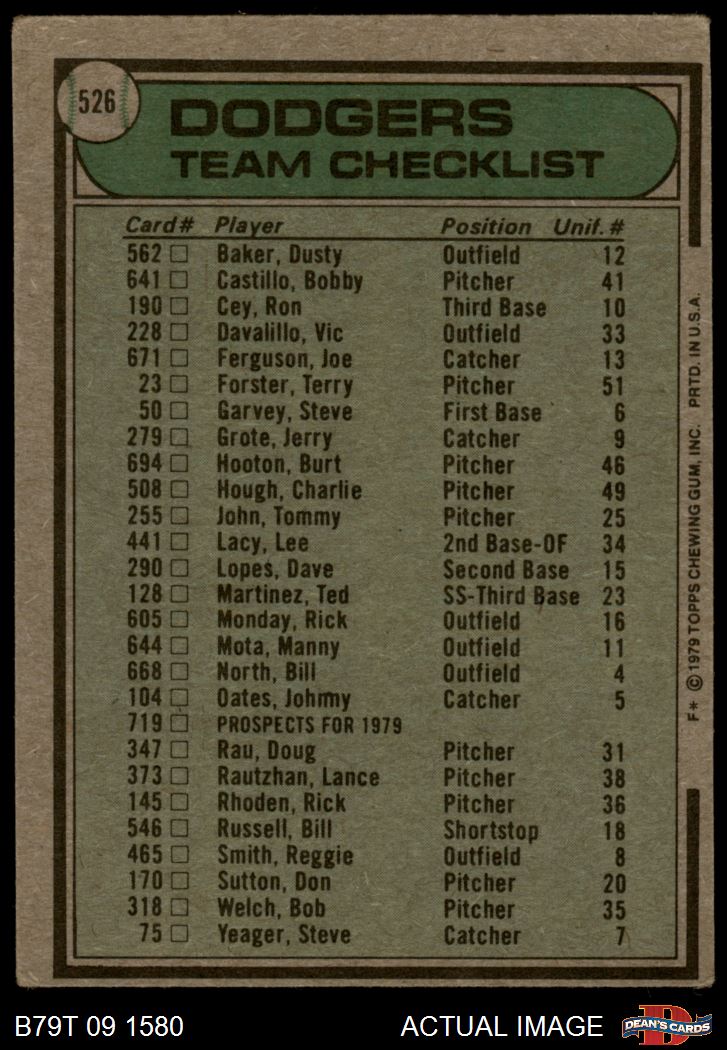 526
DODGERS
TEAM CHECKLIST
Card# Player Position Unif. #
562 Baker, Dusty Outfield 12
641 Castillo, Bobby Pitcher 41
190 Cey, Ron Third Base 10
228 Davalillo, Vic Outfield 33
671 Ferguson, Joe Catcher 13
23 Forster, Terry Pitcher 51
50 Garvey, Steve First Base 6
279 Grote, Jerry Catcher 9
694 Hooton, Burt Pitcher 46
508 Hough, Charlie Pitcher 49
255 John, Tommy Pitcher 25
441 Lacy, Lee 2nd Base-OF 34
290 Lopes, Dave Second Base 15
128 Martinez, Ted SS-Third Base 23
605 Monday, Rick Outfield 16
644 Mota, Manny Outfield 11
668 North, Bill Outfield 4
104 Oates, Johnny Catcher 5
719 PROSPECTS FOR 1979
347 Rau, Doug Pitcher 31
373 Rautzhan, Lance Pitcher 38
145 Rhoden, Rick Pitcher 36
546 Russell, Bill Shortstop 18
465 Smith, Reggie Outfield 8
170 Sutton, Don Pitcher 20
318 Welch, Bob Pitcher 35
75 Yeager, Steve Catcher 7
F* © 1979 TOPPS CHEWING GUM, INC. PRTD. IN U.S.A.
B79T 09 1580 ACTUAL IMAGE
D
DEAN'S CARDS